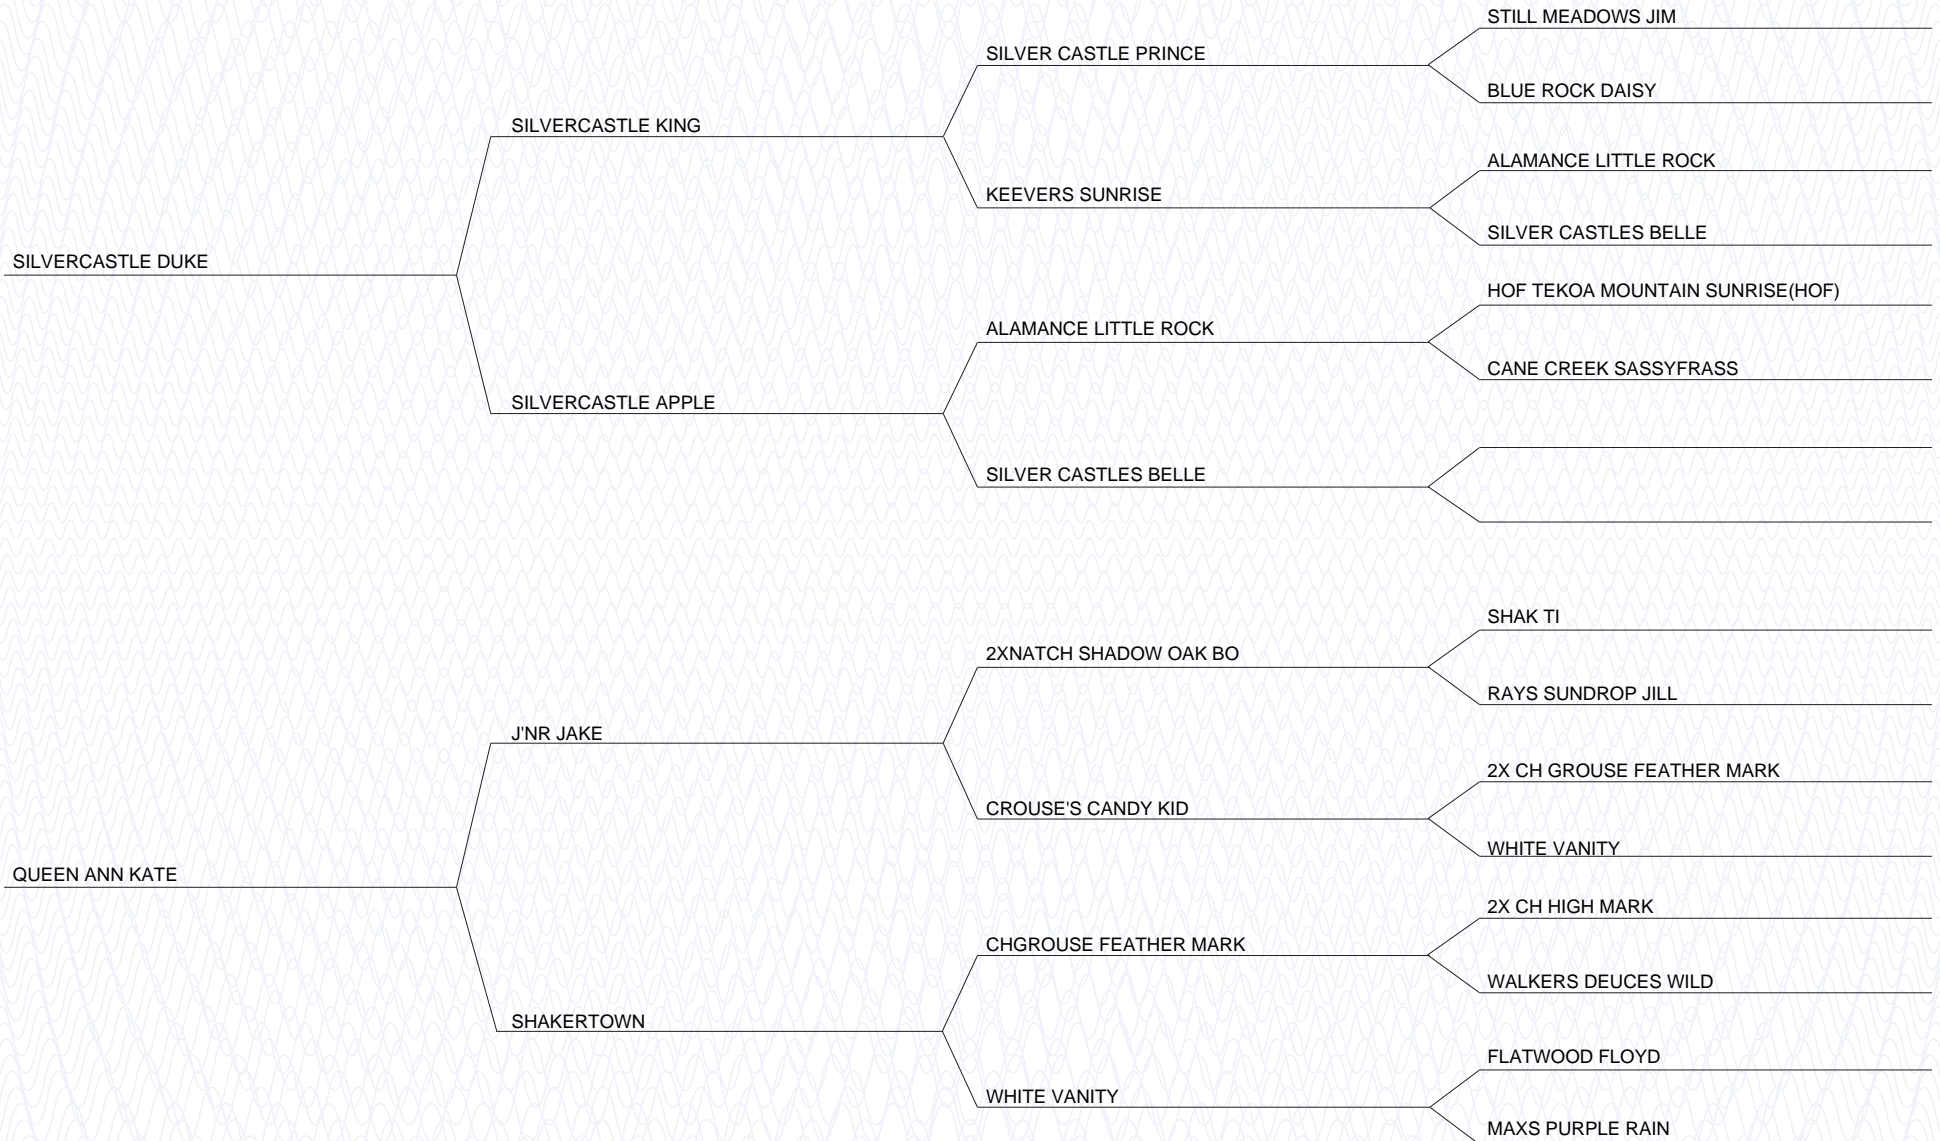 STILL MEADOWS JIM
SILVER CASTLE PRINCE
BLUE ROCK DAISY
SILVERCASTLE KING
ALAMANCE LITTLE ROCK
KEEVERS SUNRISE
SILVER CASTLES BELLE
SILVERCASTLE DUKE
HOF TEKOA MOUNTAIN SUNRISE(HOF)
ALAMANCE LITTLE ROCK
CANE CREEK SASSYFRASS
SILVERCASTLE APPLE
SILVER CASTLES BELLE
SHAK TI
2XNATCH SHADOW OAK BO
RAYS SUNDROP JILL
J'NR JAKE
2X CH GROUSE FEATHER MARK
CROUSE'S CANDY KID
WHITE VANITY
QUEEN ANN KATE
2X CH HIGH MARK
CHGROUSE FEATHER MARK
WALKERS DEUCES WILD
SHAKERTOWN
FLATWOOD FLOYD
WHITE VANITY
MAXS PURPLE RAIN